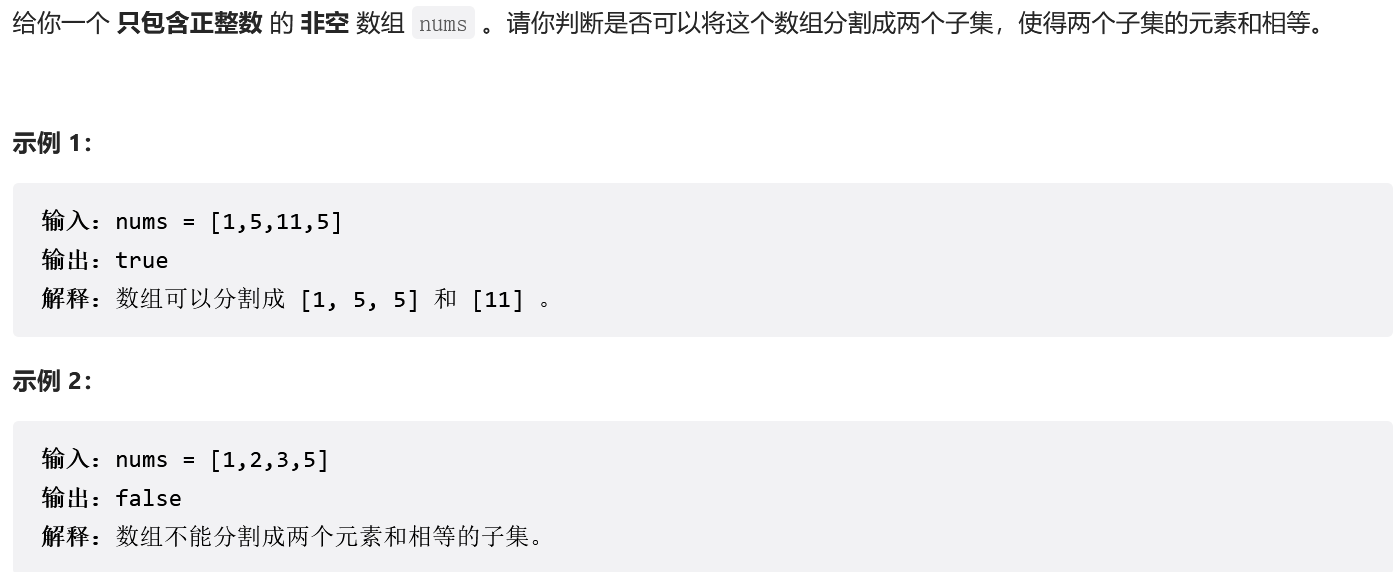 给你一个 只包含正整数 的 非空 数组 nums 。请你判断是否可以将这个数组分割成两个子集，使得两个子集的元素和相等。
示例 1：
输入：nums = [1,5,11,5]
输出：true
解释：数组可以分割成 [1, 5, 5] 和 [11] 。
示例 2：
输入：nums = [1,2,3,5]
输出：false
解释：数组不能分割成两个元素和相等的子集。